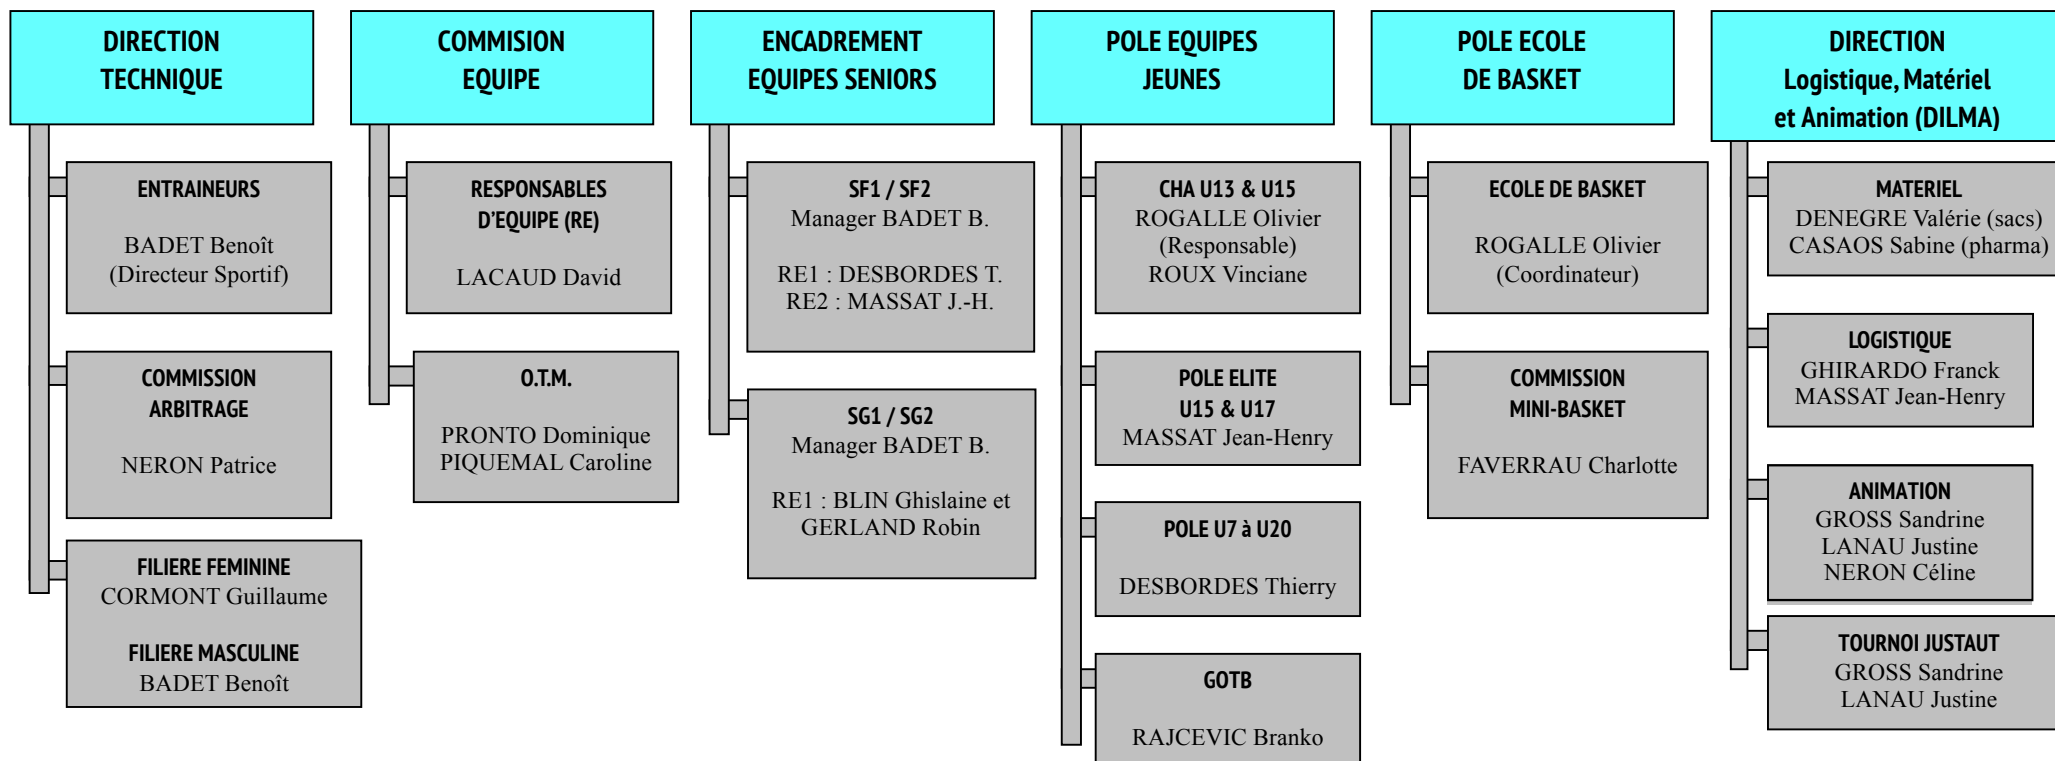 DIRECTION
TECHNIQUE
ENTRAINEURS
BADET Benoît
(Directeur Sportif)
COMMISSION
ARBITRAGE
NERON Patrice
FILIERE FEMININE
CORMONT Guillaume
FILIERE MASCULINE
BADET Benoît
COMMISION
EQUIPE
RESPONSABLES
D’EQUIPE (RE)
LACAUD David
O.T.M.
PRONTO Dominique
PIQUEMAL Caroline
ENCADREMENT
EQUIPES SENIORS
SF1 / SF2
Manager BADET B.
RE1 : DESBORDES T.
RE2 : MASSAT J.-H.
SG1 / SG2
Manager BADET B.
RE1 : BLIN Ghislaine et
GERLAND Robin
POLE EQUIPES
JEUNES
CHA U13 & U15
ROGALLE Olivier
(Responsable)
ROUX Vinciane
POLE ELITE
U15 & U17
MASSAT Jean-Henry
POLE U7 à U20
DESBORDES Thierry
GOTB
RAJCEVIC Branko
POLE ECOLE
DE BASKET
ECOLE DE BASKET
ROGALLE Olivier
(Coordinateur)
COMMISSION
MINI-BASKET
FAVERRAU Charlotte
DIRECTION
Logistique, Matériel
et Animation (DILMA)
MATERIEL
DENEGRE Valérie (sacs)
CASAOS Sabine (pharma)
LOGISTIQUE
GHIRARDO Franck
MASSAT Jean-Henry
ANIMATION
GROSS Sandrine
LANAU Justine
NERON Céline
TOURNOI JUSTAUT
GROSS Sandrine
LANAU Justine